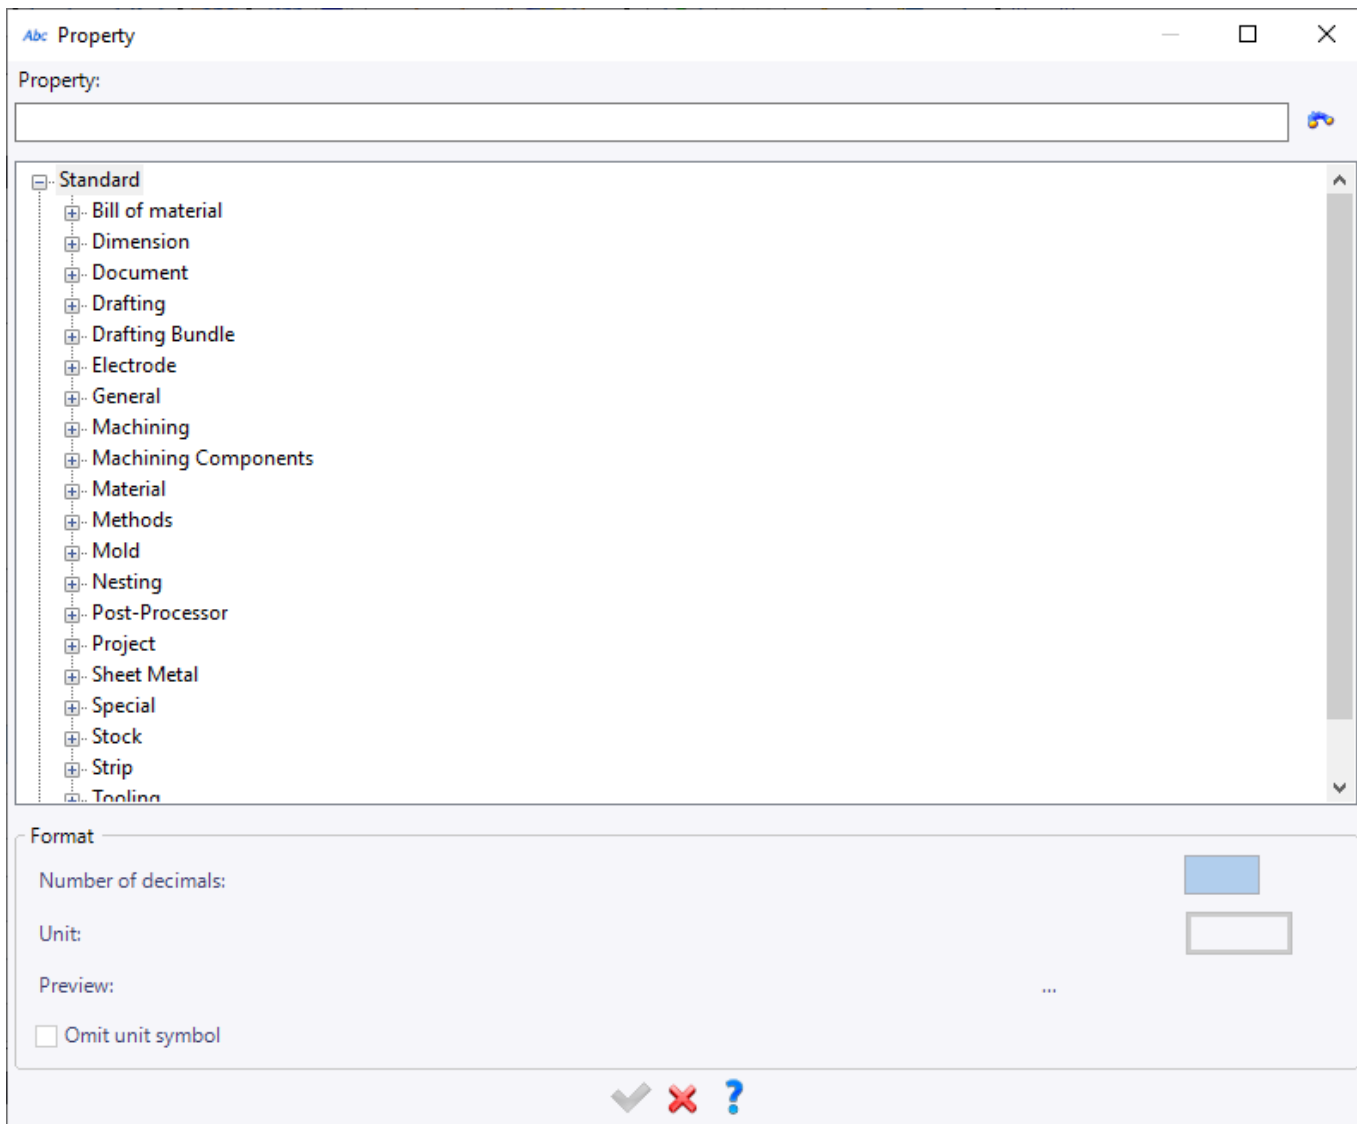 Abc Property
Property:
Standard
Bill of material
Dimension
Document
Drafting
Drafting Bundle
Electrode
General
Machining
Machining Components
Material
Methods
Mold
Nesting
Post-Processor
Project
Sheet Metal
Special
Stock
Strip
Tooling
Format
Number of decimals:
Unit:
Preview: ...
Omit unit symbol